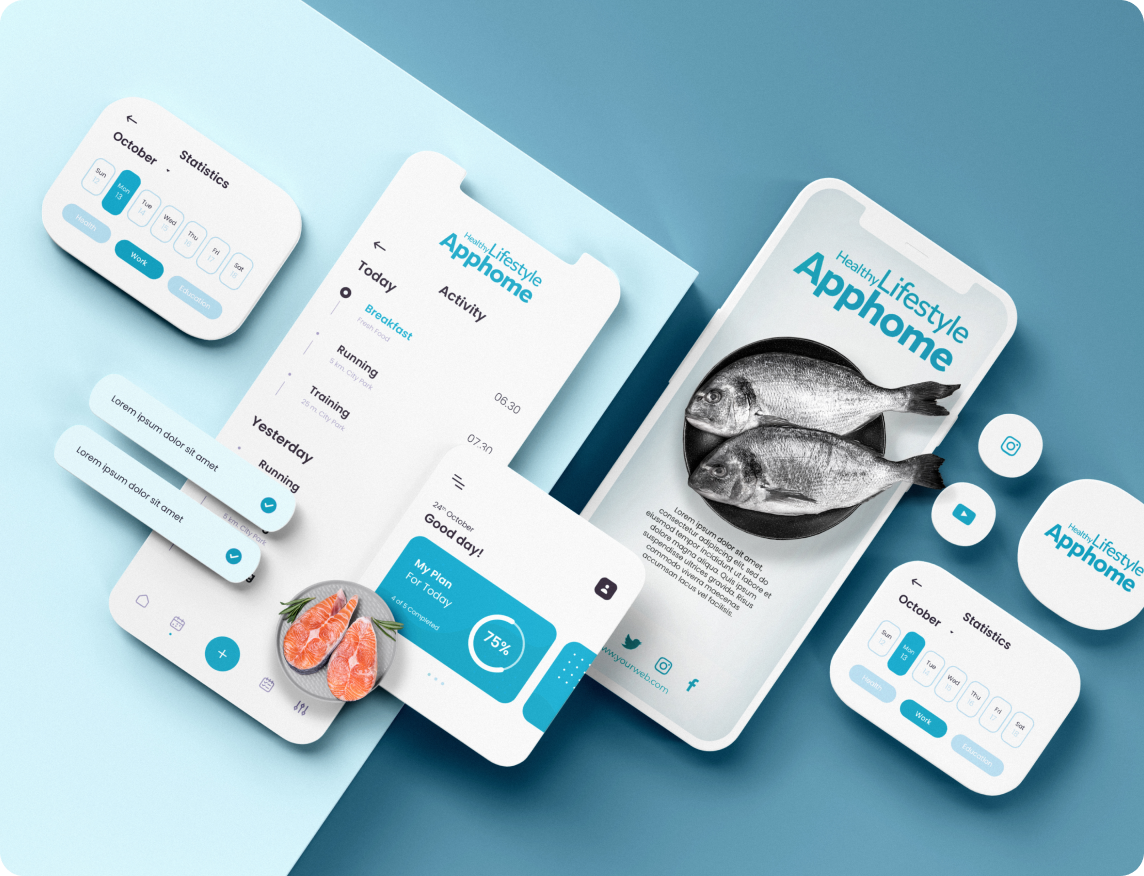 October
Statistics
Sun
Mon
13
Tue
Wed
Thu
Fri
Sat
Health
Work
Education
Healthy Lifestyle
Apphome
Today
Activity
Breakfast
Fresh Food
06.30
Running
5 km, City Park
07.30
Training
25 m, City Park
Yesterday
Running
5 km, City Park
Lorem ipsum dolor sit amet
Lorem ipsum dolor sit amet
24th October
Good day!
My Plan
For Today
4 of 5 Completed
75%
Healthy Lifestyle
Apphome
Lorem ipsum dolor sit amet,
consectetur adipiscing elit, sed do
eiusmod tempor incididunt ut labore et
dolore magna aliqua. Quis ipsum
suspendisse ultrices gravida. Risus
commodo viverra maecenas
accumsan lacus vel facilisis.
www.yourweb.com
Healthy Lifestyle
Apphome
October
Statistics
Sun
Mon
13
Tue
Wed
Thu
Fri
Sat
Health
Work
Education